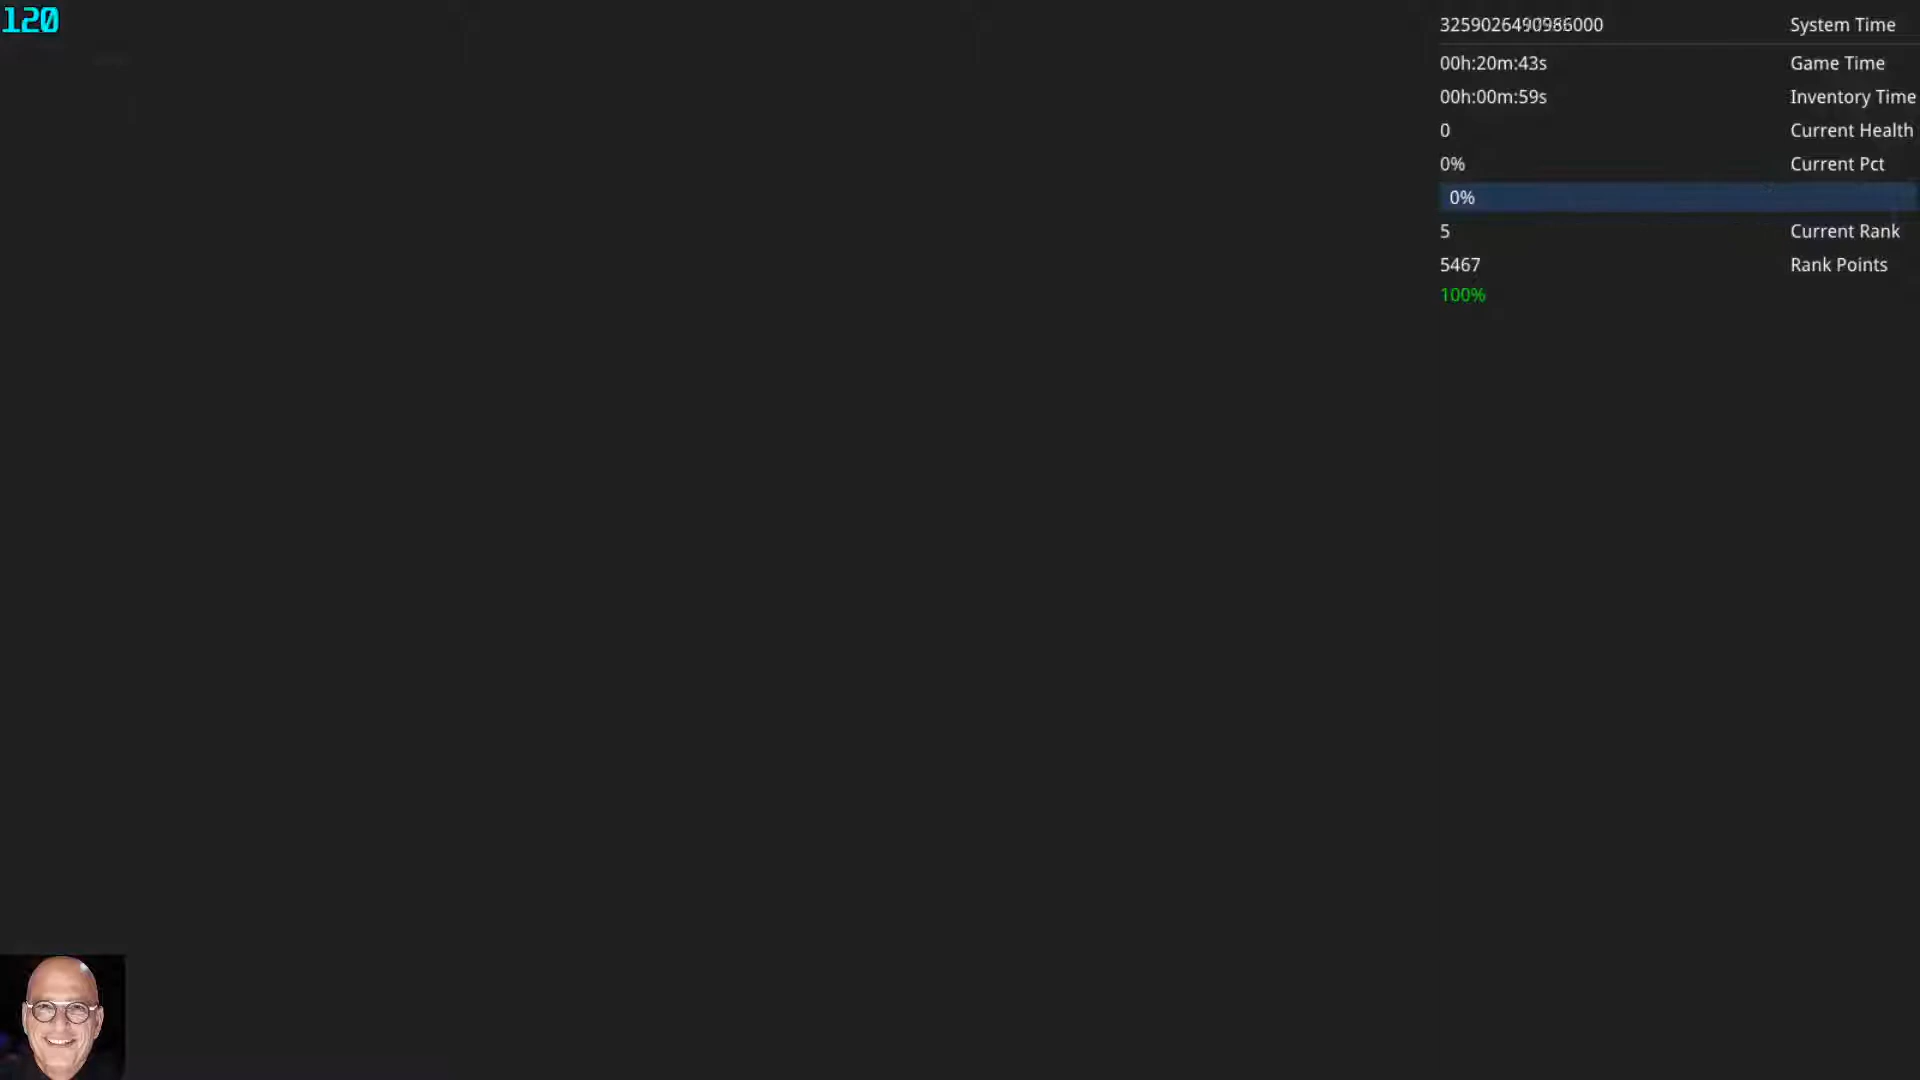 120
3259026490986000 System Time
00h:20m:43s Game Time
00h:00m:59s Inventory Time
0 Current Health
0% Current Pct
0%
5 Current Rank
5467 Rank Points
100%